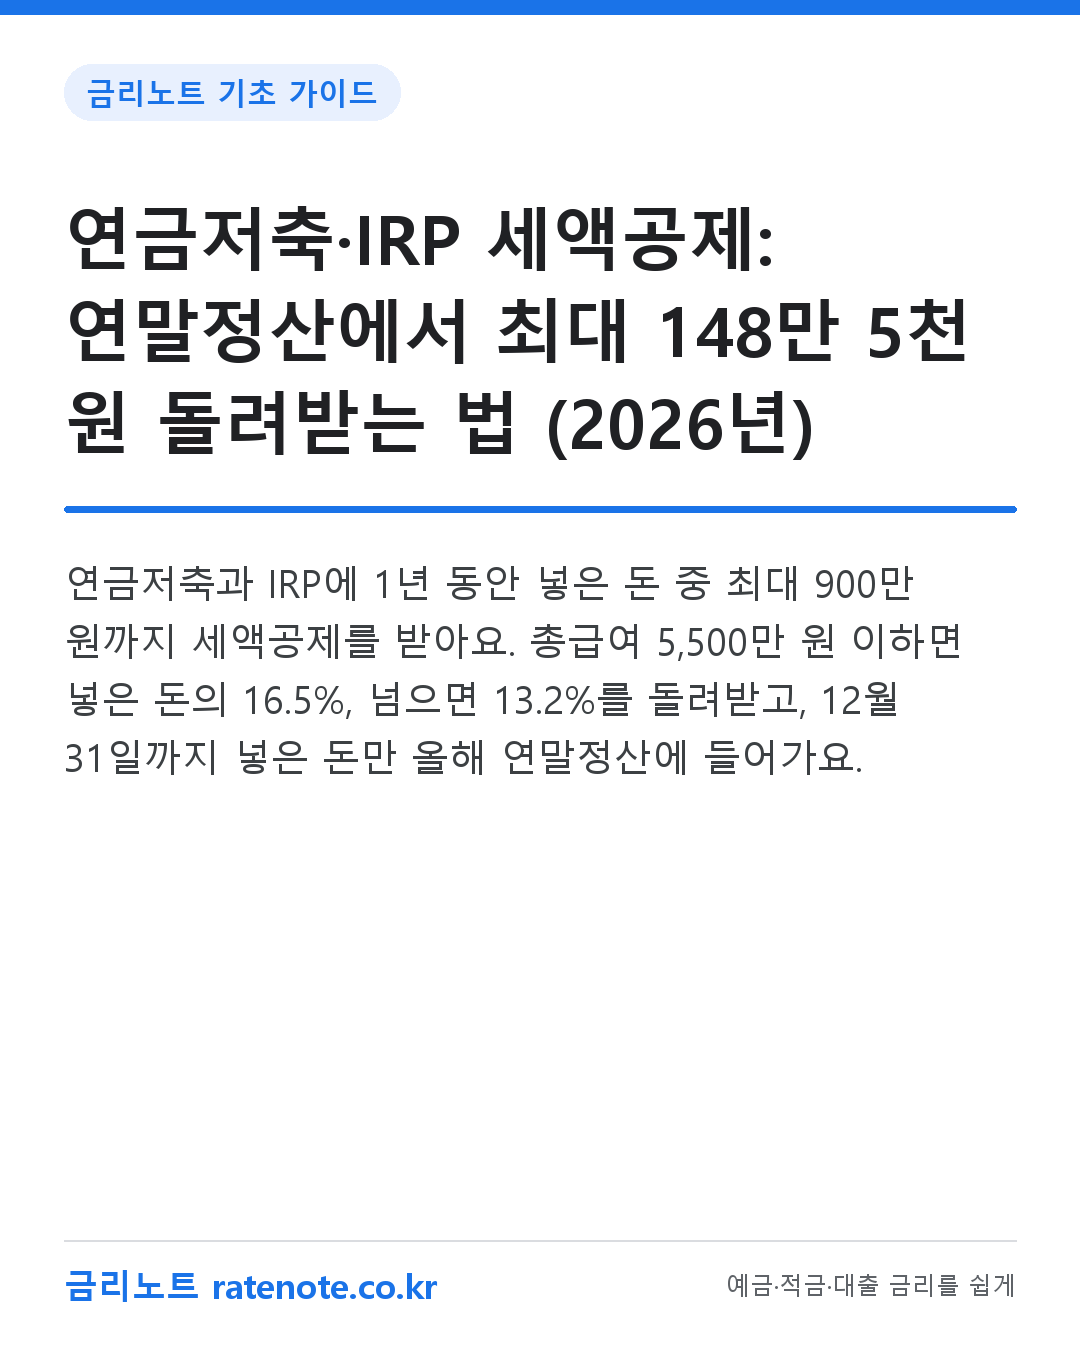 금리노트 기초 가이드
연금저축·IRP 세액공제:
연말정산에서 최대 148만 5천
원 돌려받는 법 (2026년)
연금저축과 IRP에 1년 동안 넣은 돈 중 최대 900만
원까지 세액공제를 받아요. 총급여 5,500만 원 이하면
넣은 돈의 16.5%, 넘으면 13.2%를 돌려받고, 12월
31일까지 넣은 돈만 올해 연말정산에 들어가요.
금리노트 ratenote.co.kr
예금·적금·대출 금리를 쉽게